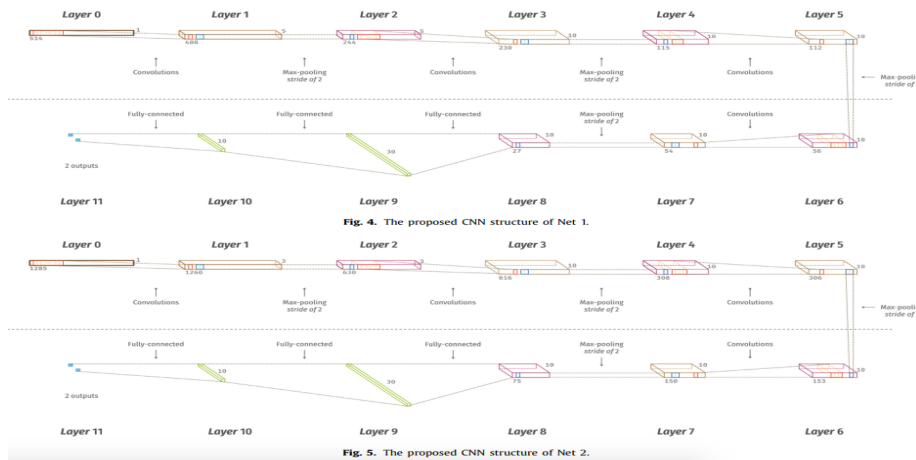 Layer 0 Layer 1 Layer 2 Layer 3 Layer 4 Layer 5
1 5 5 10 10 10
514 488 244 230 115 112
Convolutions Max-pooling Convolutions Max-pooling Convolutions Max-pooli
stride of 2 stride of 2 stride of
Fully-connected Fully-connected Fully-connected Max-pooling Convolutions
stride of 2
10 30 10 10 10
27 54 56
2 outputs
Layer 11 Layer 10 Layer 9 Layer 8 Layer 7 Layer 6
Fig. 4. The proposed CNN structure of Net 1.
Layer 0 Layer 1 Layer 2 Layer 3 Layer 4 Layer 5
1 3 3 10 10 10
1285 1260 630 616 308 306
Convolutions Max-pooling Convolutions Max-pooling Convolutions Max-pooli
stride of 2 stride of 2 stride of
Fully-connected Fully-connected Fully-connected Max-pooling Convolutions
stride of 2
10 30 10 10 10
75 150 153
2 outputs
Layer 11 Layer 10 Layer 9 Layer 8 Layer 7 Layer 6
Fig. 5. The proposed CNN structure of Net 2.